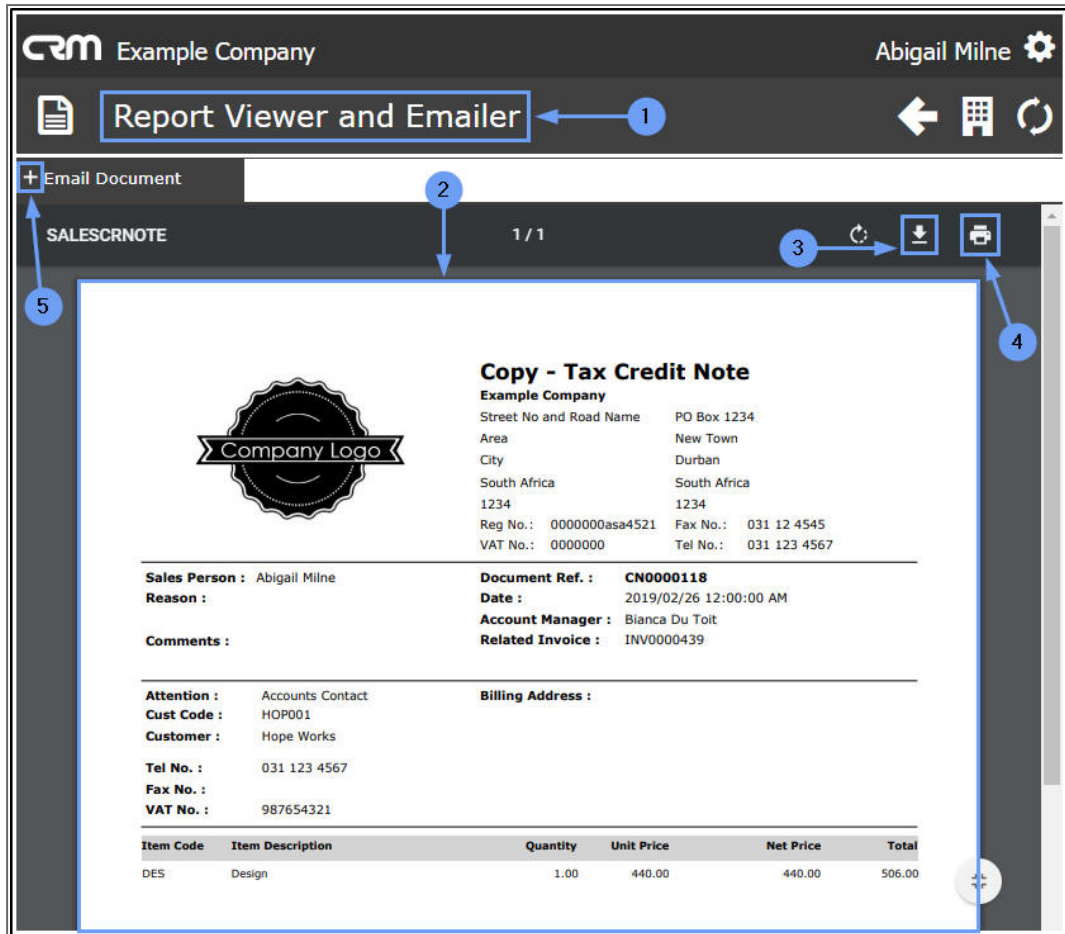 CRM Example Company Abigail Milne
Report Viewer and Emailer 1
+ Email Document
2
SALESCRNOTE 1 / 1
3
5
4
Copy - Tax Credit Note
Example Company
Street No and Road Name PO Box 1234
Area New Town
Company Logo
City Durban
South Africa South Africa
1234 1234
Reg No.: 0000000asa4521 Fax No.: 031 12 4545
VAT No.: 0000000 Tel No.: 031 123 4567
Sales Person : Abigail Milne Document Ref. : CN0000118
Reason : Date : 2019/02/26 12:00:00 AM
Account Manager : Bianca Du Toit
Comments : Related Invoice : INV0000439
Attention : Accounts Contact Billing Address :
Cust Code : HOP001
Customer : Hope Works
Tel No. : 031 123 4567
Fax No. :
VAT No. : 987654321
Item Code Item Description Quantity Unit Price Net Price Total
DES Design 1.00 440.00 440.00 506.00